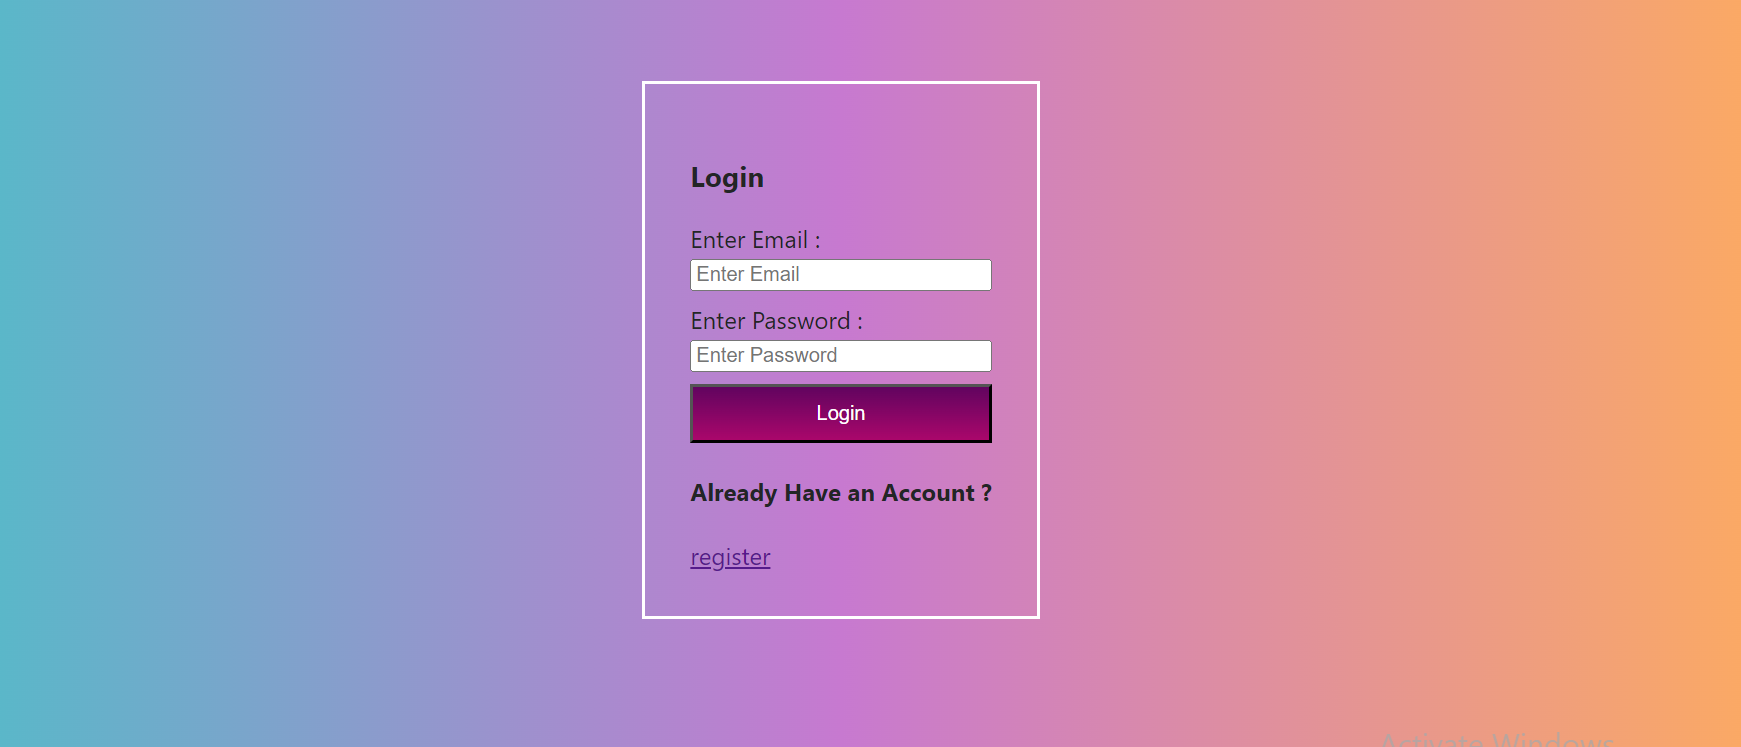 Login
Enter Email :
Enter Email
Enter Password :
Enter Password
Login
Already Have an Account ?
register
Activate Windows